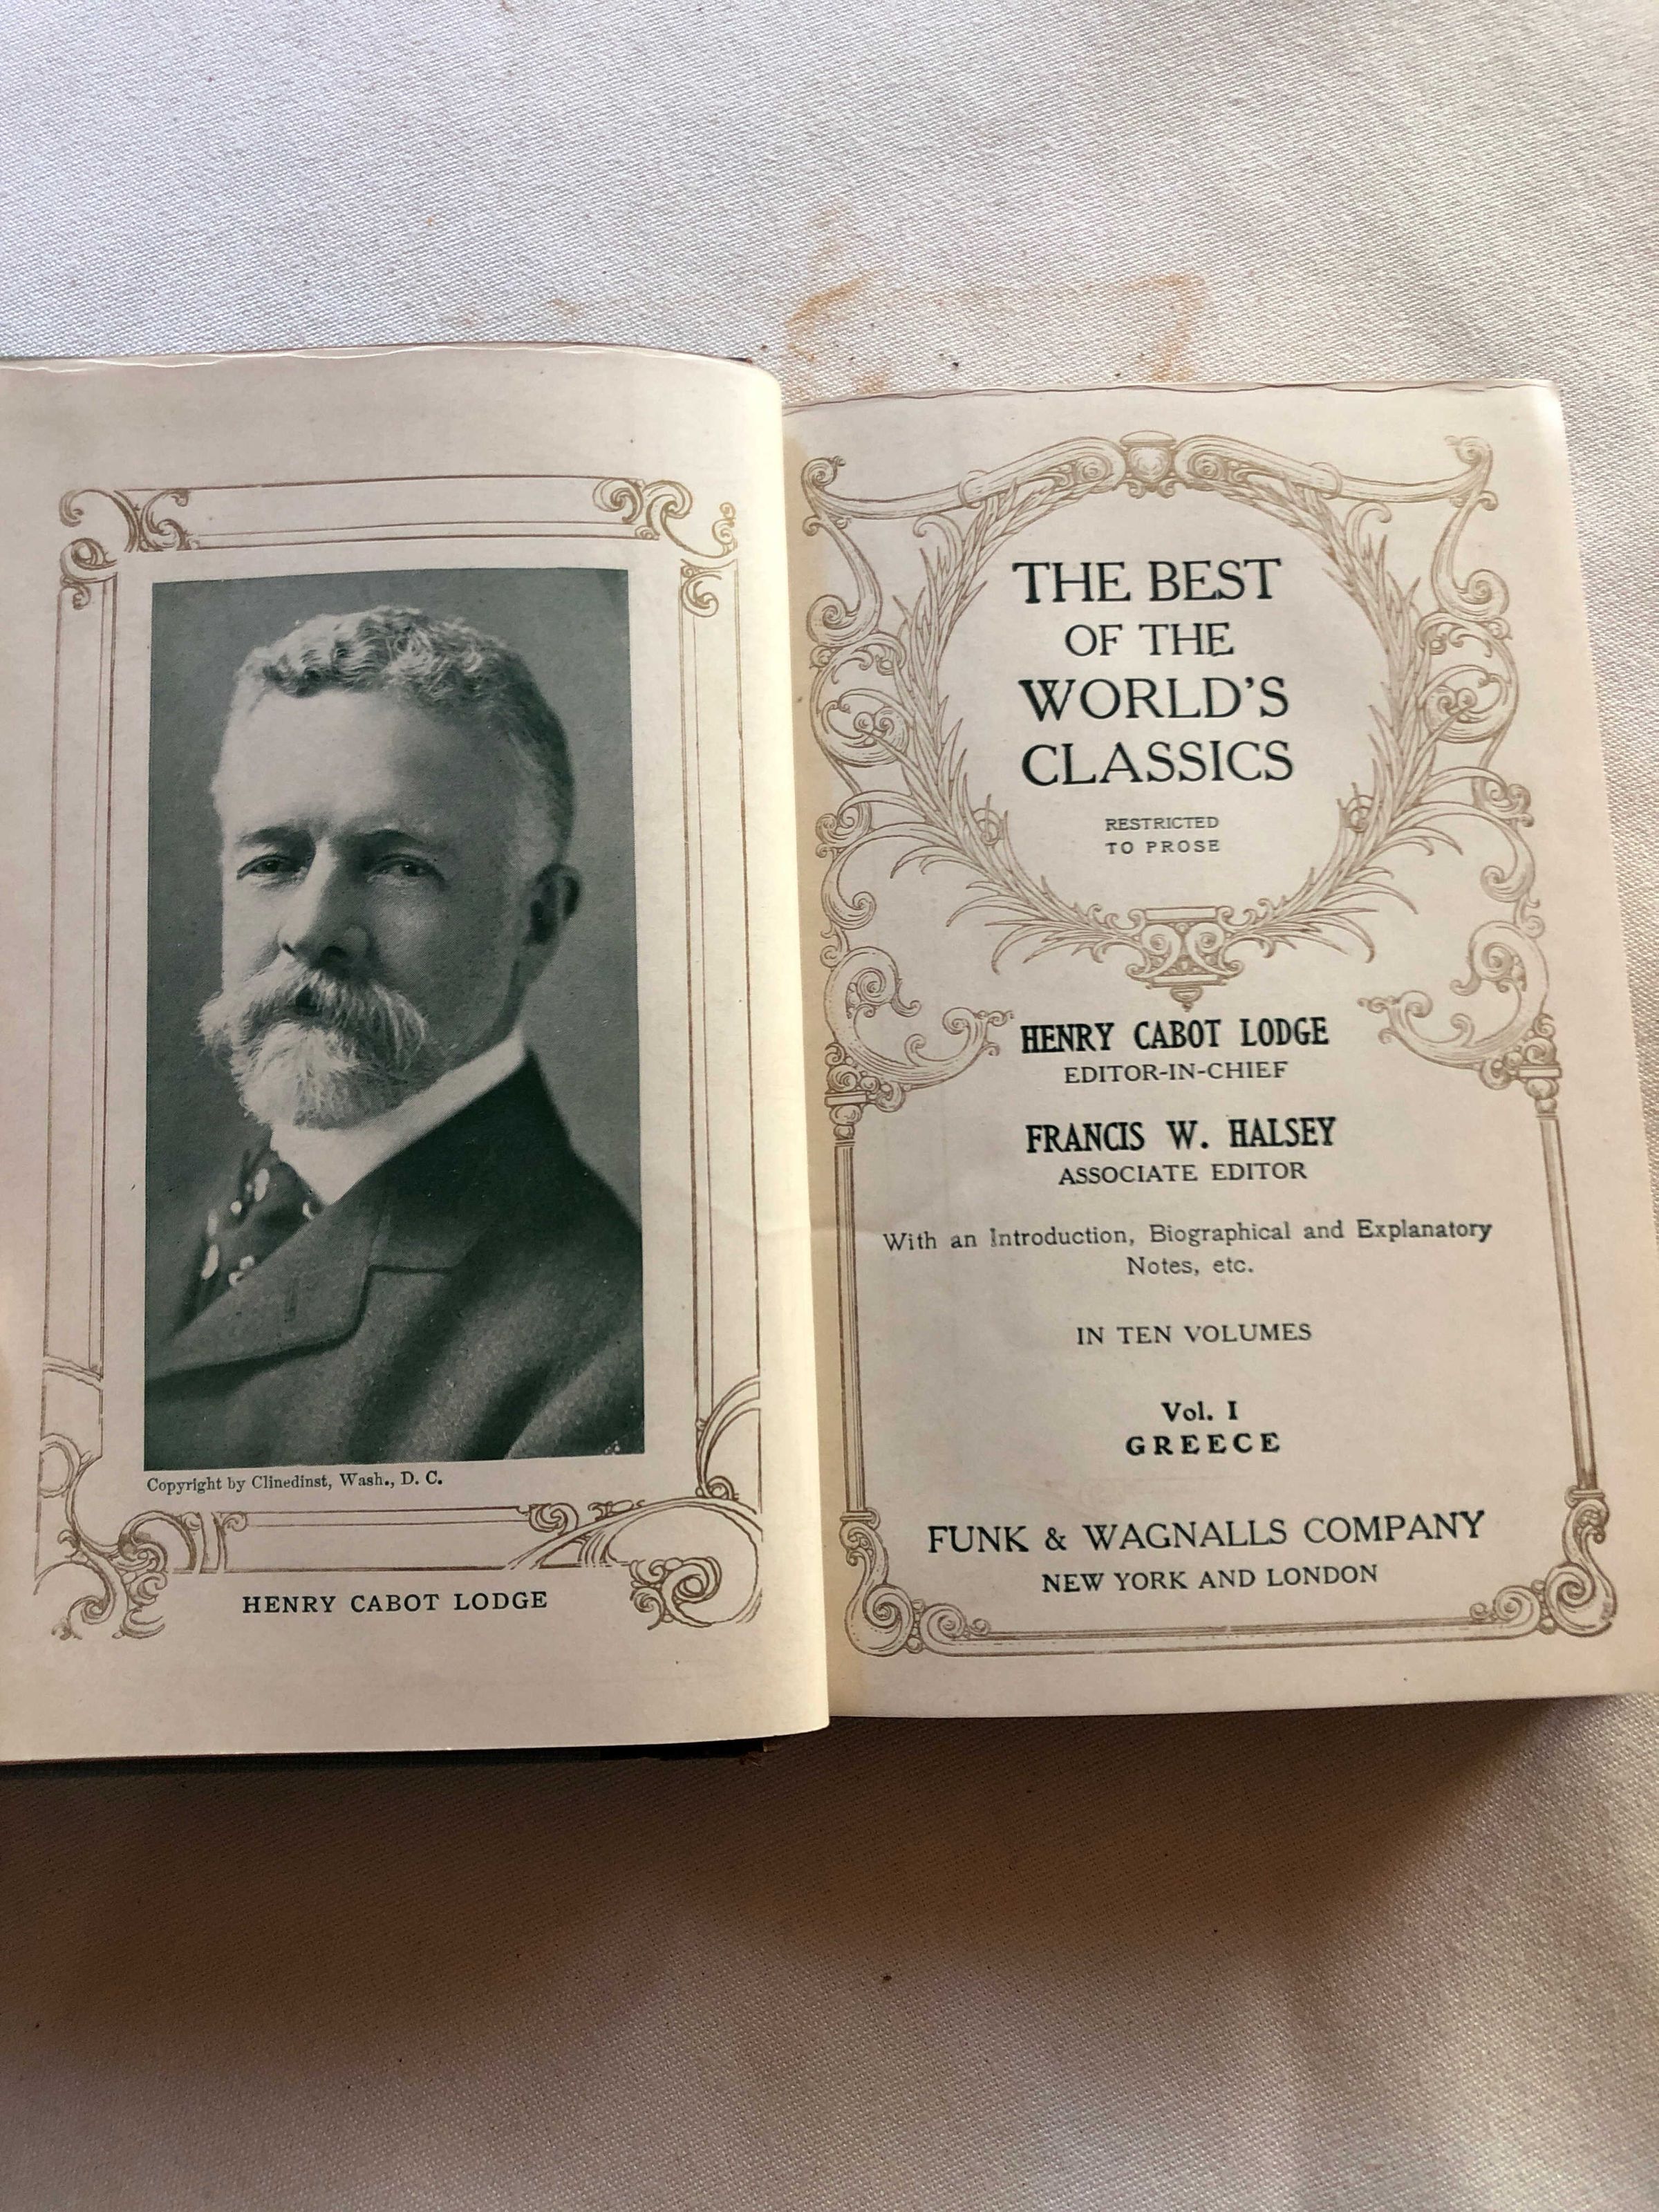 Copyright by Clinedinst, Wash., D. C.
HENRY CABOT LODGE
THE BEST
OF THE
WORLD'S
CLASSICS
RESTRICTED
TO PROSE
HENRY CABOT LODGE
EDITOR-IN-CHIEF
FRANCIS W. HALSEY
ASSOCIATE EDITOR
With an Introduction, Biographical and Explanatory
Notes, etc.
IN TEN VOLUMES
Vol. I
GREECE
FUNK & WAGNALLS COMPANY
NEW YORK AND LONDON